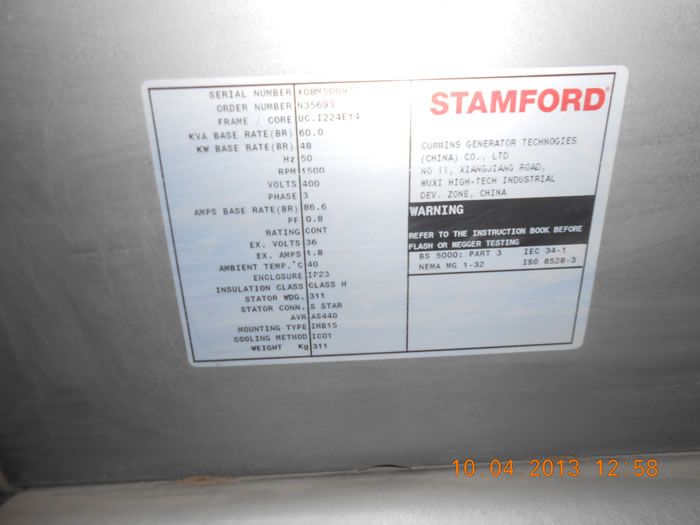 SERIAL NUMBER
ORDER NUMBER N35693
FRAME / CORE UC.I224E14
KVA BASE RATE(BR) 60.0
KW BASE RATE(BR) 48
Hz 50
RPM 1500
VOLTS 400
PHASE 3
AMPS BASE RATE(BR) 86.6
PF 0.8
RATING CONT
EX. VOLTS 36
EX. AMPS 1.8
AMBIENT TEMP.°C 40
ENCLOSURE IP23
INSULATION CLASS CLASS H
STATOR WDG. 311
STATOR CONN. S STAR
AVR AS440
MOUNTING TYPE IMB15
COOLING METHOD IC01
WEIGHT Kg 311
STAMFORD
CUMMINS GENERATOR TECHNOGIES
(CHINA) CO., LTD
NO 11, XIANGJIANG ROAD,
WUXI HIGH-TECH INDUSTRIAL
DEV. ZONE, CHINA
WARNING
REFER TO THE INSTRUCTION BOOK BEFORE
FLASH OR MEGGER TESTING
BS 5000: PART 3 IEC 34-1
NEMA MG 1-32 ISO 8528-3
10 04 2013 12:58